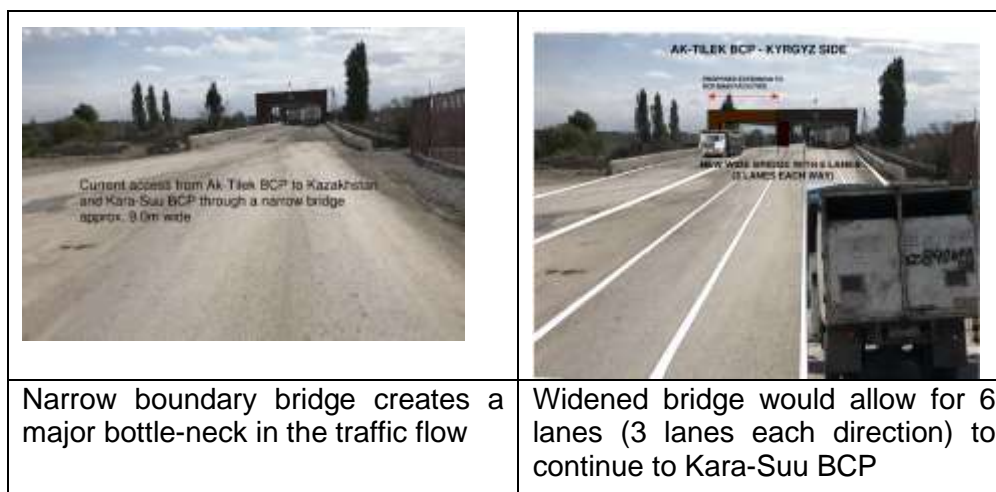 Current access from Ak-Tilek BCP to Kazakhstan
and Kara-Suu BCP through a narrow bridge
approx. 9.0m wide
AK-TILEK BCP - KYRGYZ SIDE
PROPOSED EXTENSION TO
NEW WIDE BRIDGE WITH 6 LANES
(3 LANES EACH WAY)
Narrow boundary bridge creates a
major bottle-neck in the traffic flow
Widened bridge would allow for 6
lanes (3 lanes each direction) to
continue to Kara-Suu BCP